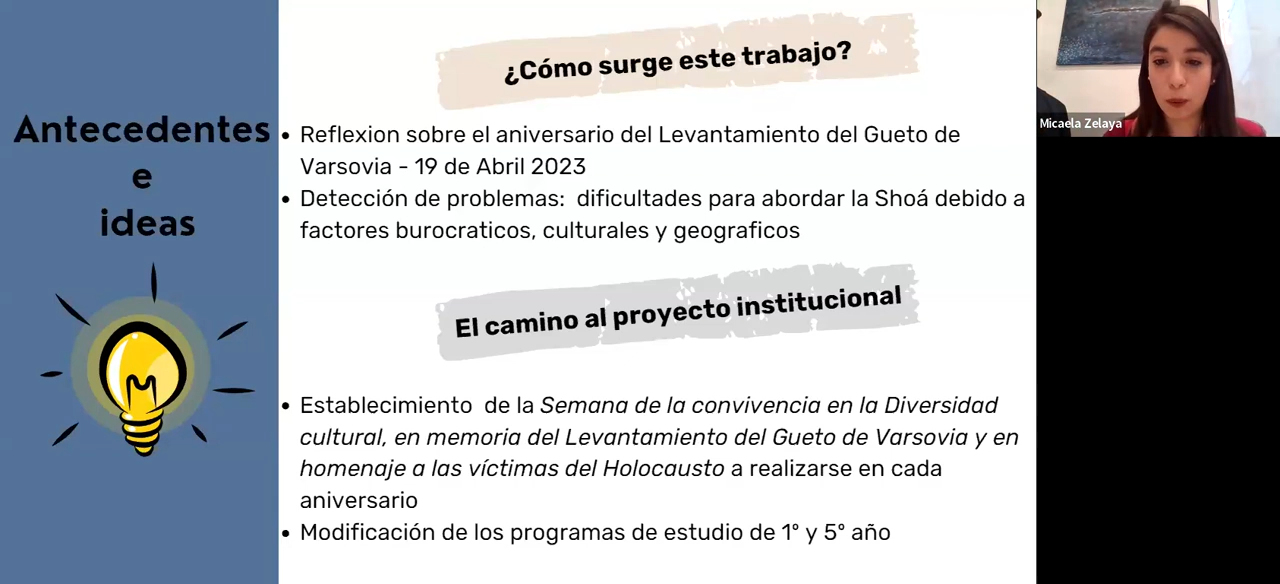 Antecedentes
e
ideas
¿Cómo surge este trabajo?
Reflexion sobre el aniversario del Levantamiento del Gueto de
Varsovia - 19 de Abril 2023
Detección de problemas:  dificultades para abordar la Shoá debido a
factores burocraticos, culturales y geograficos
El camino al proyecto institucional
Establecimiento  de la Semana de la convivencia en la Diversidad
cultural, en memoria del Levantamiento del Gueto de Varsovia y en
homenaje a las víctimas del Holocausto a realizarse en cada
aniversario
Modificación de los programas de estudio de 1º y 5º año
Micaela Zelaya